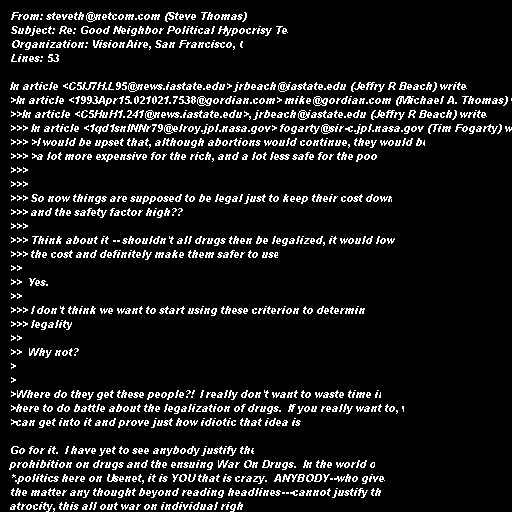 From: steveth@netcom.com (Steve Thomas)
Subject: Re: Good Neighbor Political Hypocrisy Te
Organization: VisionAire, San Francisco, (
Lines: 53

In article <C5IJ7H.L95@news.iastate.edu> jrbeach@iastate.edu (Jeffry R Beach) write
>In article <1993Apr15.021021.7538@gordian.com> mike@gordian.com (Michael A. Thomas)
>>In article <C5HuH1.241@news.iastate.edu>, jrbeach@iastate.edu (Jeffry R Beach) write
>>> In article <1qd1snINNr79@elroy.jpl.nasa.gov> fogarty@sir-c.jpl.nasa.gov (Tim Fogarty) w
>>> >I would be upset that, although abortions would continue, they would be
>>> >a lot more expensive for the rich, and a lot less safe for the poo
>>>
>>>
>>> So now things are supposed to be legal just to keep their cost down
>>> and the safety factor high??
>>>
>>> Think about it -- shouldn't all drugs then be legalized, it would low
>>> the cost and definitely make them safer to use
>>
>> Yes.
>>
>>> I don't think we want to start using these criterion to determin
>>> legality
>>
>> Why not?
>
>
>Where do they get these people?! I really don't want to waste time i
>here to do battle about the legalization of drugs. If you really want to,
>can get into it and prove just how idiotic that idea is

Go for it. I have yet to see anybody justify the
prohibition on drugs and the ensuing War On Drugs. In the world o
*.politics here on Usenet, it is YOU that is crazy. ANYBODY--who give
the matter any thought beyond reading headlines---cannot justify th
atrocity, this all out war on individual righ